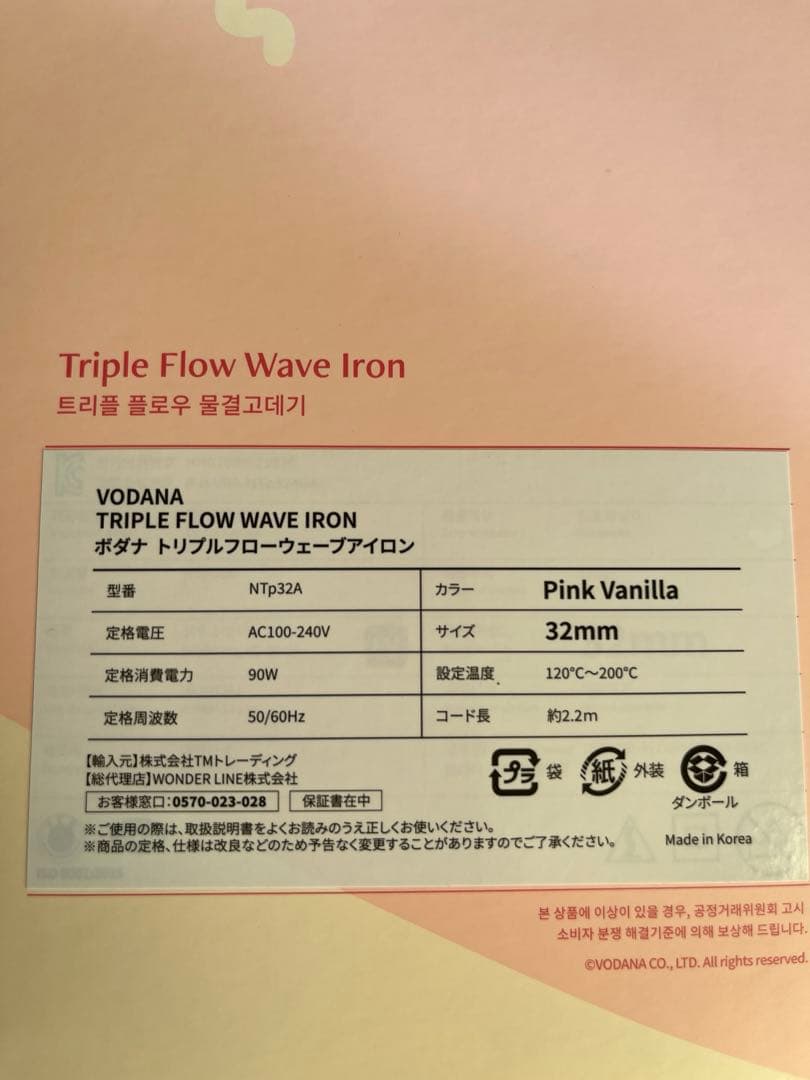 Triple Flow Wave Iron
트리플 플로우 물결고데기
VODANA
TRIPLE FLOW WAVE IRON
ボダナ トリプルフローウェーブアイロン
型番 NTp32A カラー Pink Vanilla
定格電圧 AC100-240V サイズ 32mm
定格消費電力 90W 設定温度 120℃〜200℃
定格周波数 50/60Hz コード長 約2.2m
【輸入元】株式会社TMトレーディング
【総代理店】WONDER LINE株式会社
お客様窓口:0570-023-028 保証書在中
プラ 袋 紙 外装 箱
ダンボール
※ご使用の際は、取扱説明書をよくお読みのうえ正しくお使いください。
※商品の定格、仕様は改良などのため予告なく変更することがありますのでご了承ください。
Made in Korea
본 상품에 이상이 있을 경우, 공정거래위원회 고시
소비자 분쟁 해결기준에 의해 보상해 드립니다.
©VODANA CO., LTD. All rights reserved.